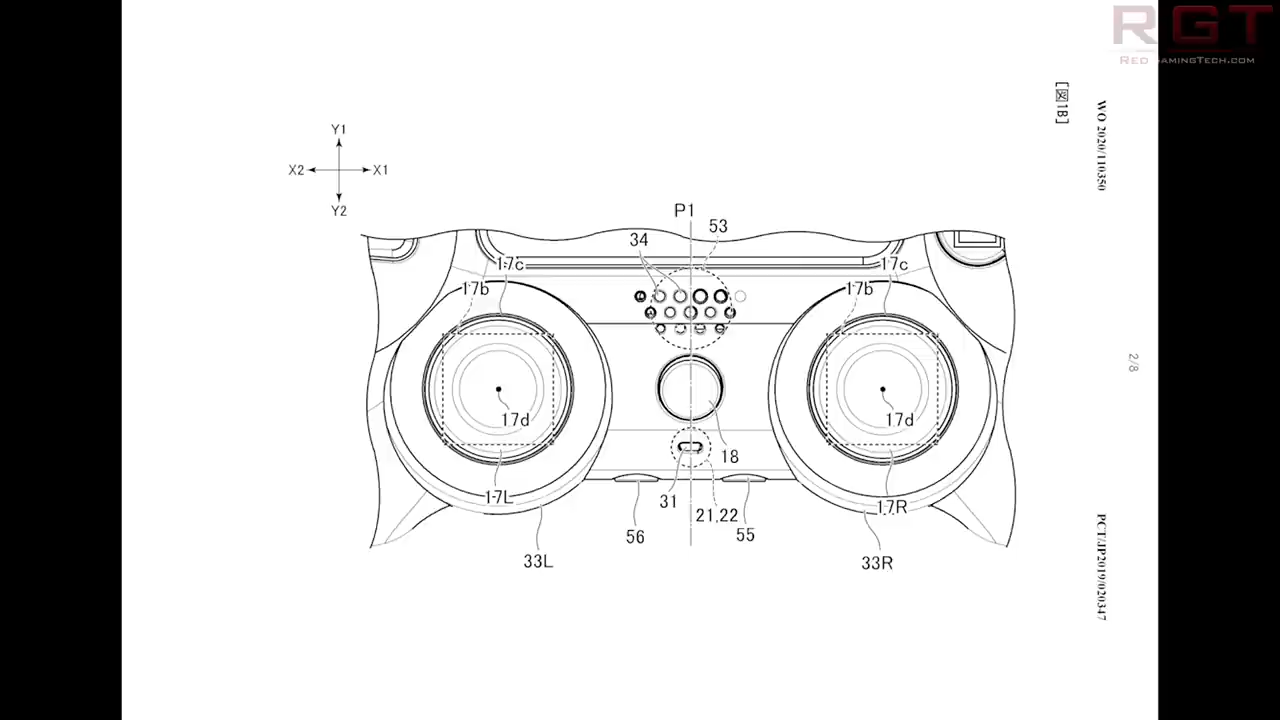 RGT
REDGAMINGTECH.COM
[図1B]
WO 2020/110350
2/8
PCT/JP2019/020347
Y1
X2
X1
Y2
P1
53
34
17c
17c
17b
17b
17d
17d
18
31
17L
17R
21,22
56
55
33L
33R